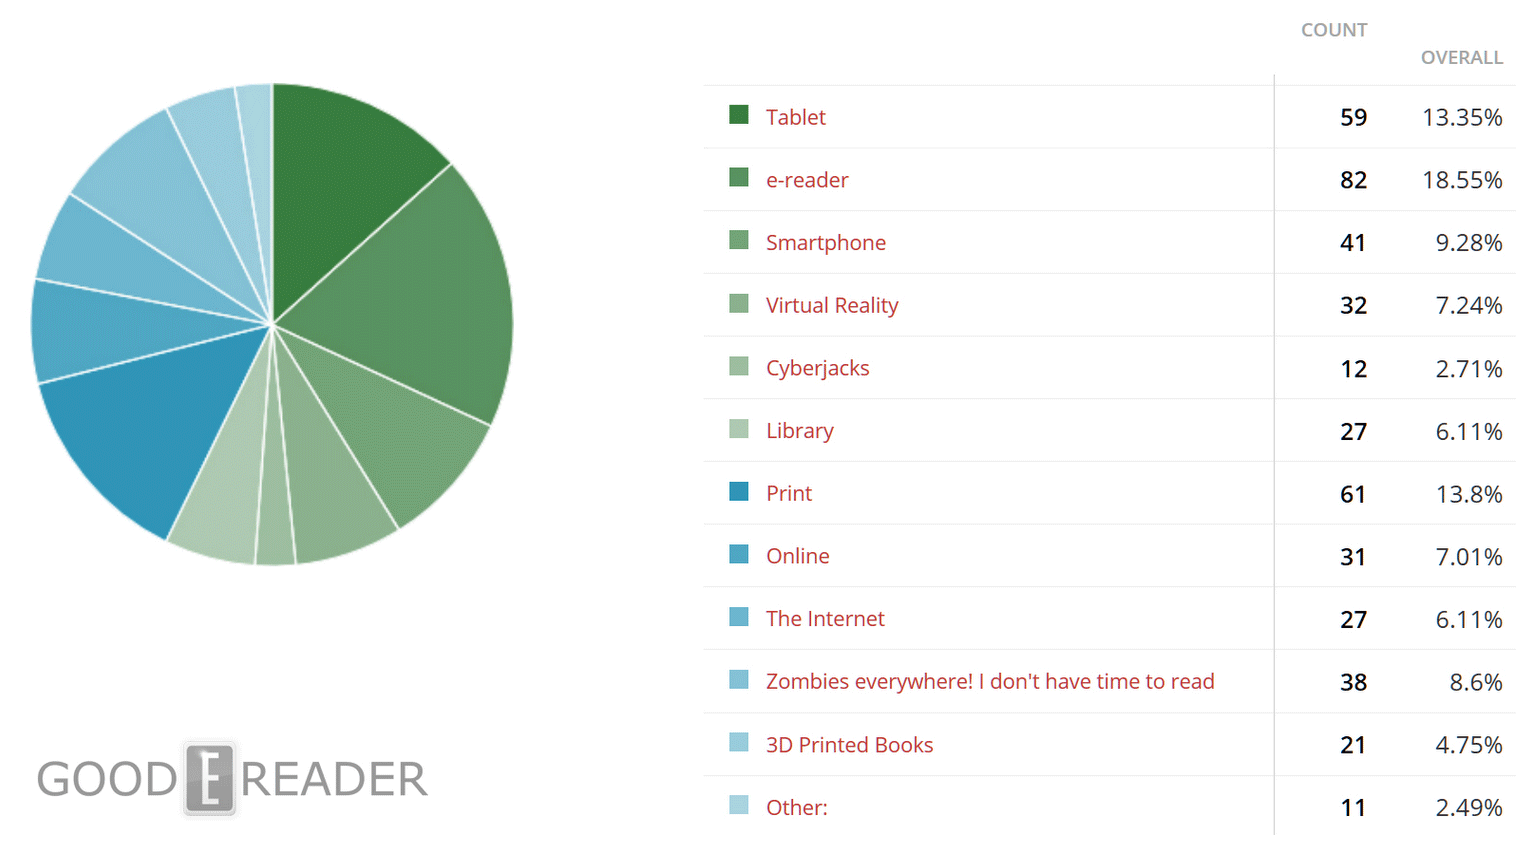 COUNT
OVERALL
Tablet 59 13.35%
e-reader 82 18.55%
Smartphone 41 9.28%
Virtual Reality 32 7.24%
Cyberjacks 12 2.71%
Library 27 6.11%
Print 61 13.8%
Online 31 7.01%
The Internet 27 6.11%
Zombies everywhere! I don't have time to read 38 8.6%
3D Printed Books 21 4.75%
Other: 11 2.49%
GOOD E READER